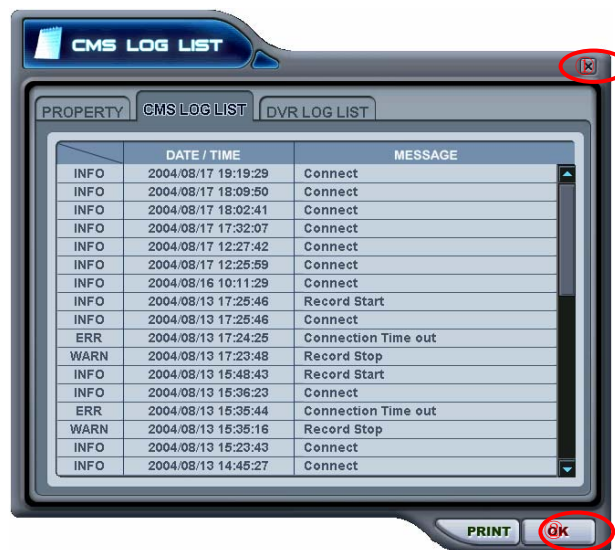 CMS LOG LIST
PROPERTY CMS LOG LIST DVR LOG LIST
DATE / TIME MESSAGE
INFO 2004/08/17 19:19:29 Connect
INFO 2004/08/17 18:09:50 Connect
INFO 2004/08/17 18:02:41 Connect
INFO 2004/08/17 17:32:07 Connect
INFO 2004/08/17 12:27:42 Connect
INFO 2004/08/17 12:25:59 Connect
INFO 2004/08/16 10:11:29 Connect
INFO 2004/08/13 17:25:46 Record Start
INFO 2004/08/13 17:25:46 Connect
ERR 2004/08/13 17:24:25 Connection Time out
WARN 2004/08/13 17:23:48 Record Stop
INFO 2004/08/13 15:48:43 Record Start
INFO 2004/08/13 15:36:23 Connect
ERR 2004/08/13 15:35:44 Connection Time out
WARN 2004/08/13 15:35:16 Record Stop
INFO 2004/08/13 15:23:43 Connect
INFO 2004/08/13 14:45:27 Connect
PRINT OK